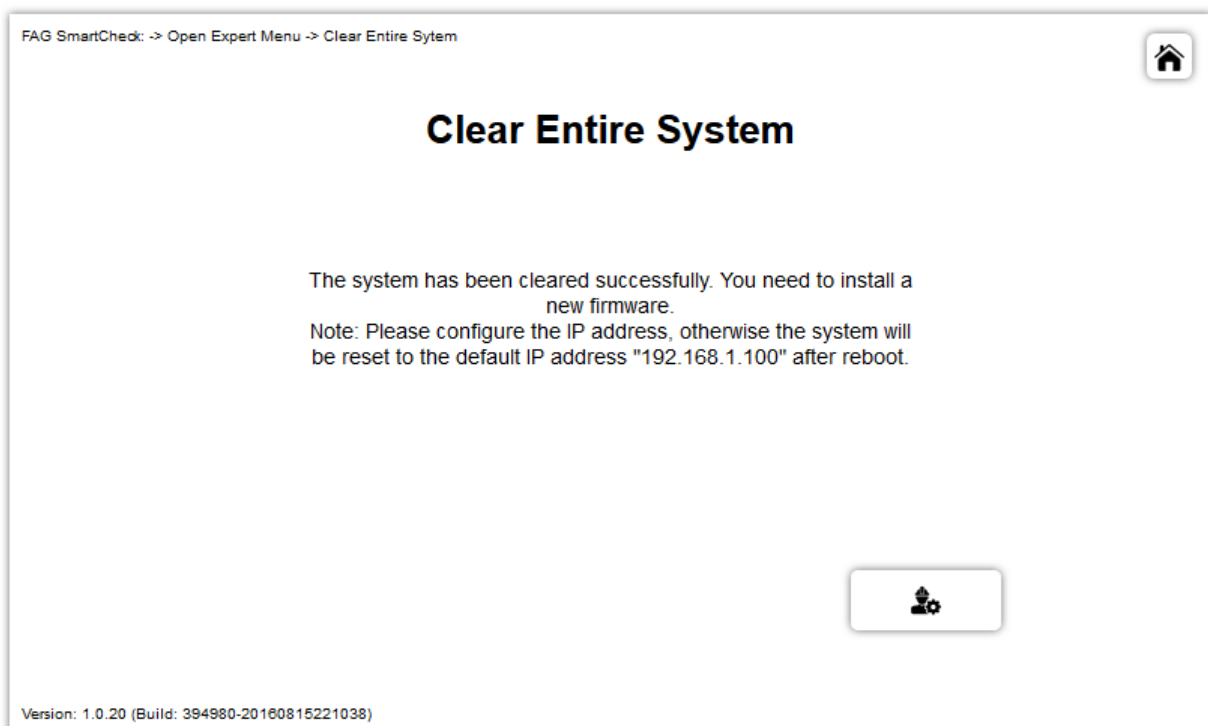 FAG SmartCheck: -> Open Expert Menu -> Clear Entire Sytem
Clear Entire System
The system has been cleared successfully. You need to install a
new firmware.
Note: Please configure the IP address, otherwise the system will
be reset to the default IP address "192.168.1.100" after reboot.
Version: 1.0.20 (Build: 394980-20160815221038)